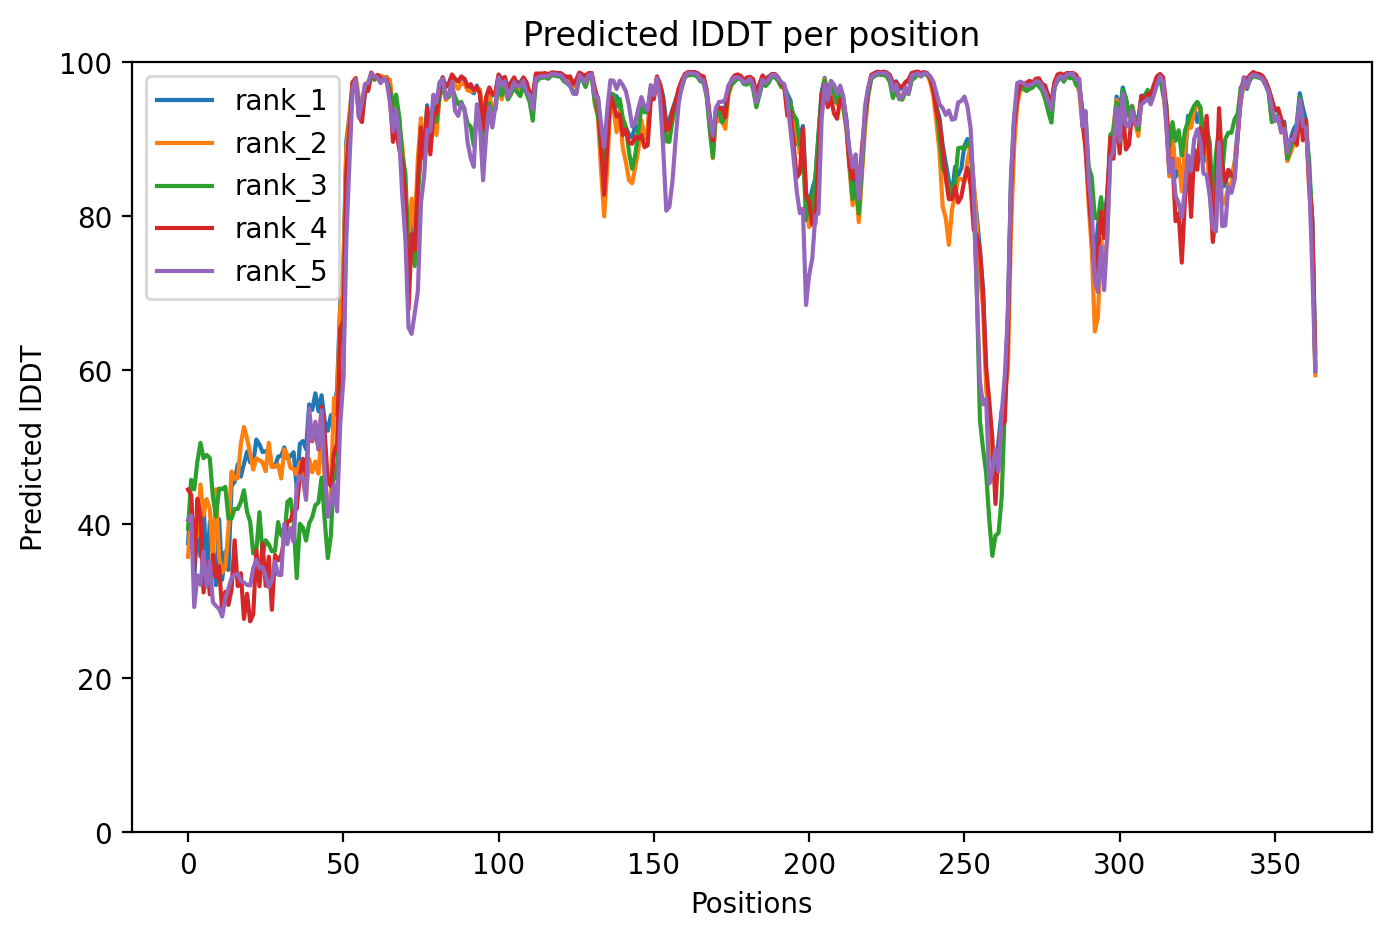 Predicted lDDT per position
100
80
60
40
20
0
Predicted lDDT
rank_1
rank_2
rank_3
rank_4
rank_5
0 50 100 150 200 250 300 350
Positions